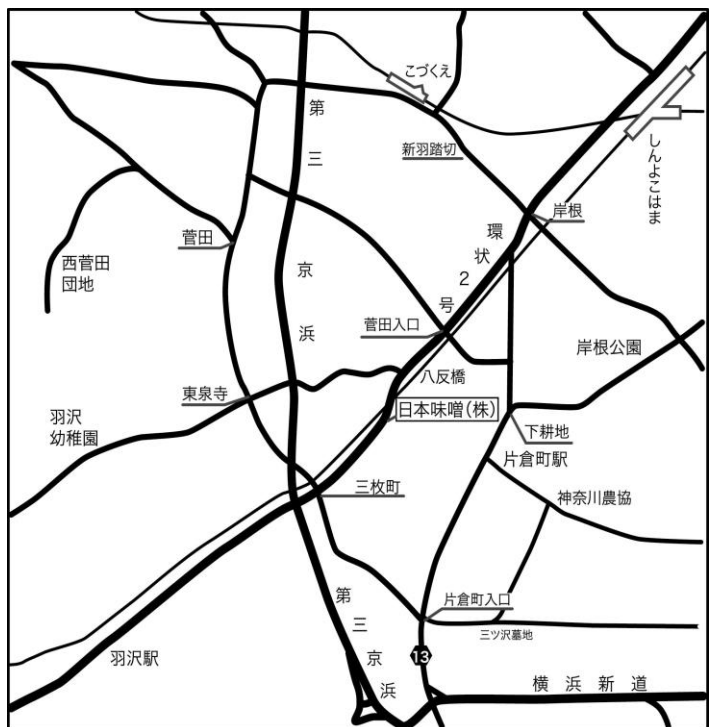 こづくえ
第三
新羽踏切
しんよこはま
岸根
菅田
環状2号
西菅田
団地
京浜
菅田入口
岸根公園
八反橋
東泉寺
日本味噌(株)
羽沢
幼稚園
下耕地
片倉町駅
三枚町
神奈川農協
第三京浜
片倉町入口
三ツ沢墓地
羽沢駅
13
横浜新道